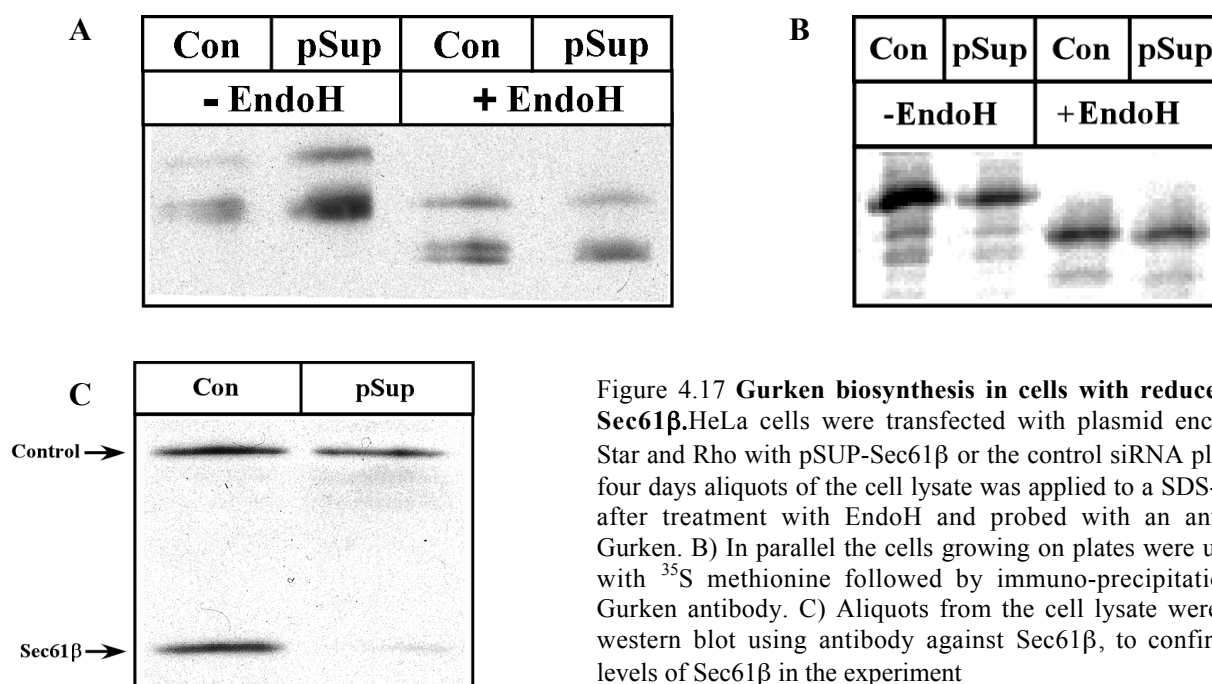 A
Con pSup Con pSup
- EndoH + EndoH
B
Con pSup Con pSup
-EndoH +EndoH
C
Con pSup
Control
Sec61β
Figure 4.17 Gurken biosynthesis in cells with reduce
Sec61β.HeLa cells were transfected with plasmid enc
Star and Rho with pSUP-Sec61β or the control siRNA pl
four days aliquots of the cell lysate was applied to a SDS-
after treatment with EndoH and probed with an an
Gurken. B) In parallel the cells growing on plates were u
with ³⁵S methionine followed by immuno-precipitatio
Gurken antibody. C) Aliquots from the cell lysate were
western blot using antibody against Sec61β, to confir
levels of Sec61β in the experiment